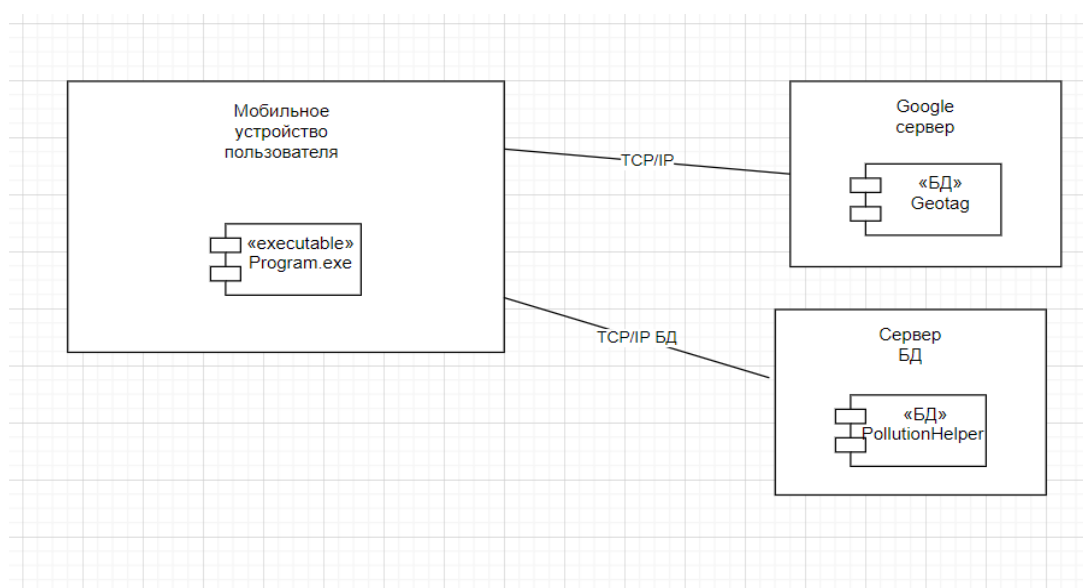 Мобильное
устройство
пользователя
«executable»
Program.exe
TCP/IP
Google
сервер
«БД»
Geotag
TCP/IP БД
Сервер
БД
«БД»
PollutionHelper